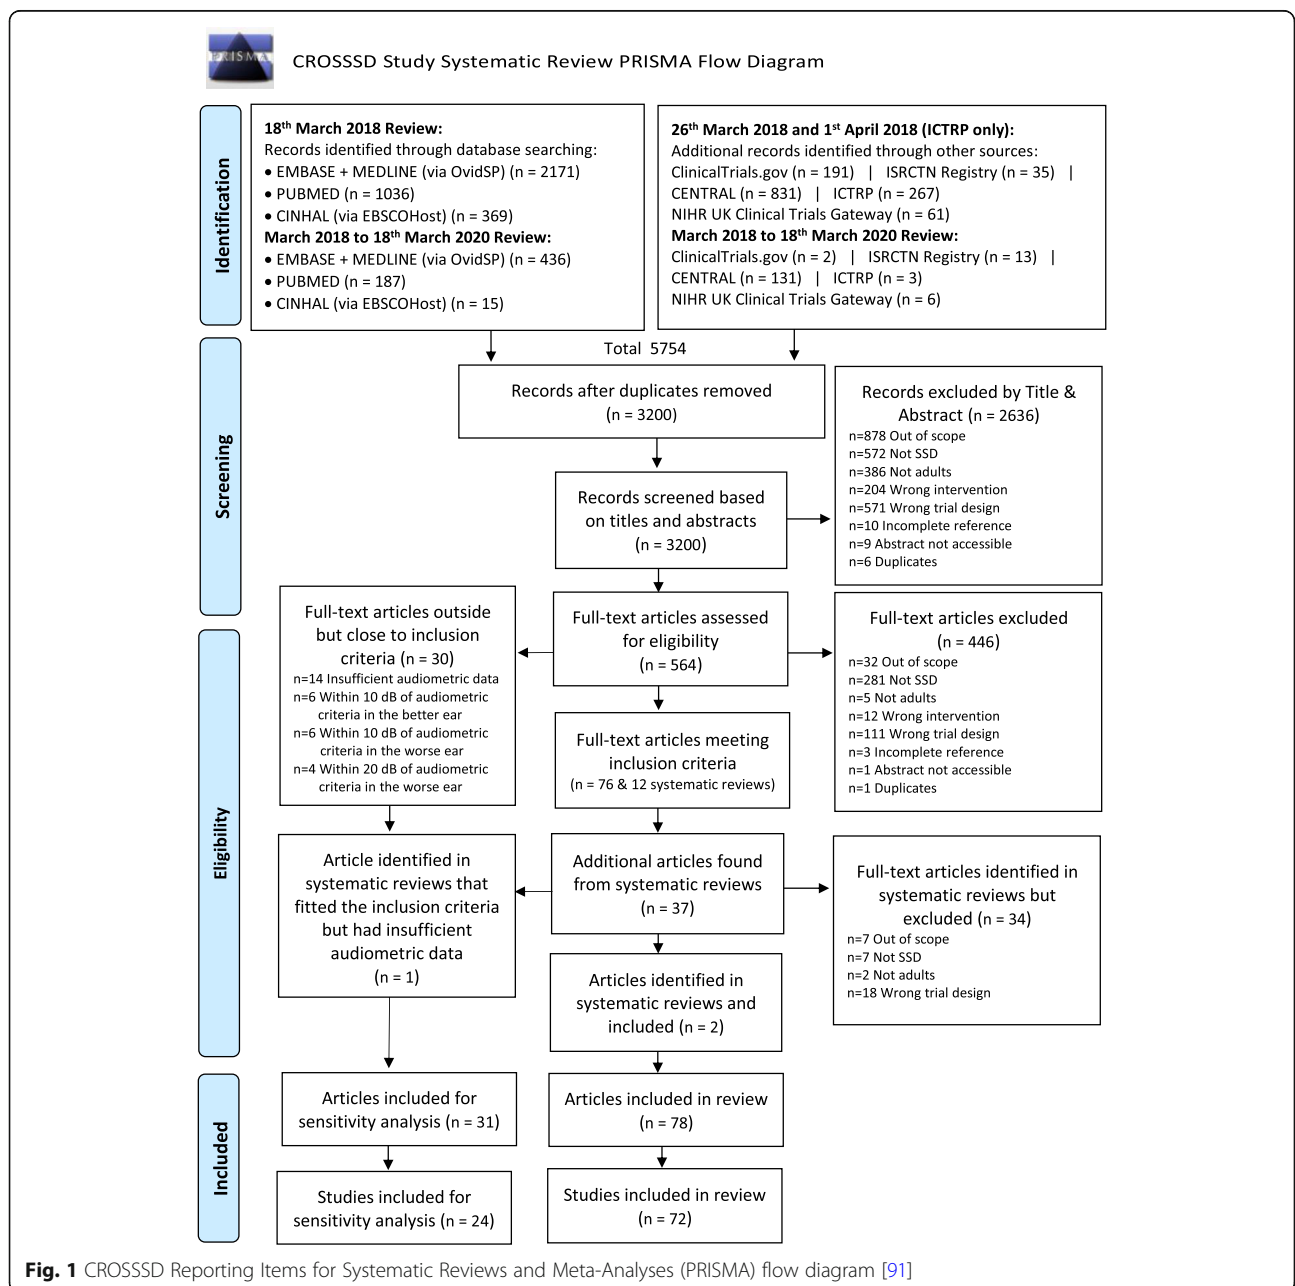 PRISMA
CROSSSD Study Systematic Review PRISMA Flow Diagram
Identification
18th March 2018 Review:
Records identified through database searching:
• EMBASE + MEDLINE (via OvidSP) (n = 2171)
• PUBMED (n = 1036)
• CINHAL (via EBSCOHost) (n = 369)
March 2018 to 18th March 2020 Review:
• EMBASE + MEDLINE (via OvidSP) (n = 436)
• PUBMED (n = 187)
• CINHAL (via EBSCOHost) (n = 15)
26th March 2018 and 1st April 2018 (ICTRP only):
Additional records identified through other sources:
ClinicalTrials.gov (n = 191) | ISRCTN Registry (n = 35) |
CENTRAL (n = 831) | ICTRP (n = 267)
NIHR UK Clinical Trials Gateway (n = 61)
March 2018 to 18th March 2020 Review:
ClinicalTrials.gov (n = 2) | ISRCTN Registry (n = 13) |
CENTRAL (n = 131) | ICTRP (n = 3)
NIHR UK Clinical Trials Gateway (n = 6)
Total 5754
Screening
Records after duplicates removed
(n = 3200)
Records screened based
on titles and abstracts
(n = 3200)
Records excluded by Title &
Abstract (n = 2636)
n=878 Out of scope
n=572 Not SSD
n=386 Not adults
n=204 Wrong intervention
n=571 Wrong trial design
n=10 Incomplete reference
n=9 Abstract not accessible
n=6 Duplicates
Eligibility
Full-text articles outside
but close to inclusion
criteria (n = 30)
n=14 Insufficient audiometric data
n=6 Within 10 dB of audiometric
criteria in the better ear
n=6 Within 10 dB of audiometric
criteria in the worse ear
n=4 Within 20 dB of audiometric
criteria in the worse ear
Full-text articles assessed
for eligibility
(n = 564)
Full-text articles excluded
(n = 446)
n=32 Out of scope
n=281 Not SSD
n=5 Not adults
n=12 Wrong intervention
n=111 Wrong trial design
n=3 Incomplete reference
n=1 Abstract not accessible
n=1 Duplicates
Full-text articles meeting
inclusion criteria
(n = 76 & 12 systematic reviews)
Article identified in
systematic reviews that
fitted the inclusion criteria
but had insufficient
audiometric data
(n = 1)
Additional articles found
from systematic reviews
(n = 37)
Full-text articles identified in
systematic reviews but
excluded (n = 34)
n=7 Out of scope
n=7 Not SSD
n=2 Not adults
n=18 Wrong trial design
Articles identified in
systematic reviews and
included (n = 2)
Included
Articles included for
sensitivity analysis (n = 31)
Articles included in review
(n = 78)
Studies included for
sensitivity analysis (n = 24)
Studies included in review
(n = 72)
Fig. 1 CROSSSD Reporting Items for Systematic Reviews and Meta-Analyses (PRISMA) flow diagram [91]